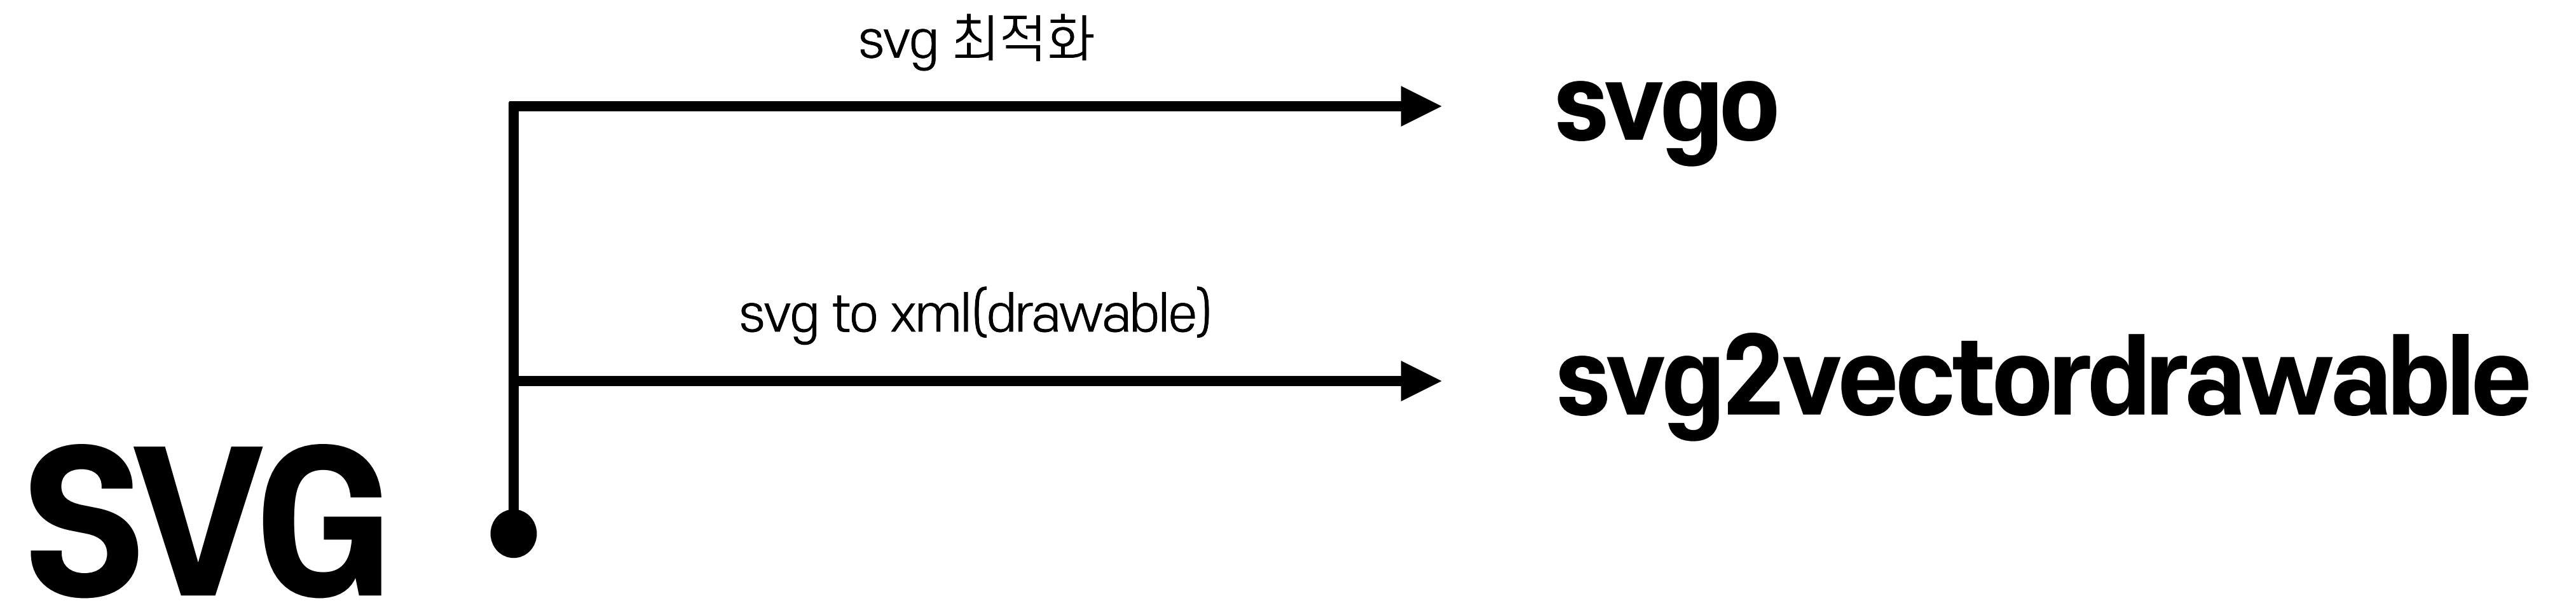 svg 최적화
svgo
svg to xml(drawable)
svg2vectordrawable
SVG